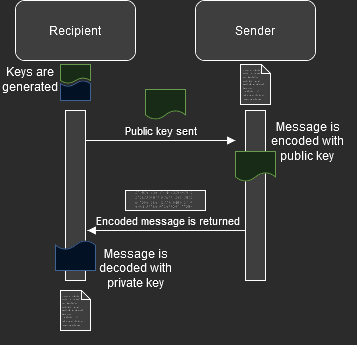 Recipient
Sender
Keys are
generated
Public key sent
Message is
encoded with
public key
Encoded message is returned
Message is
decoded with
private key